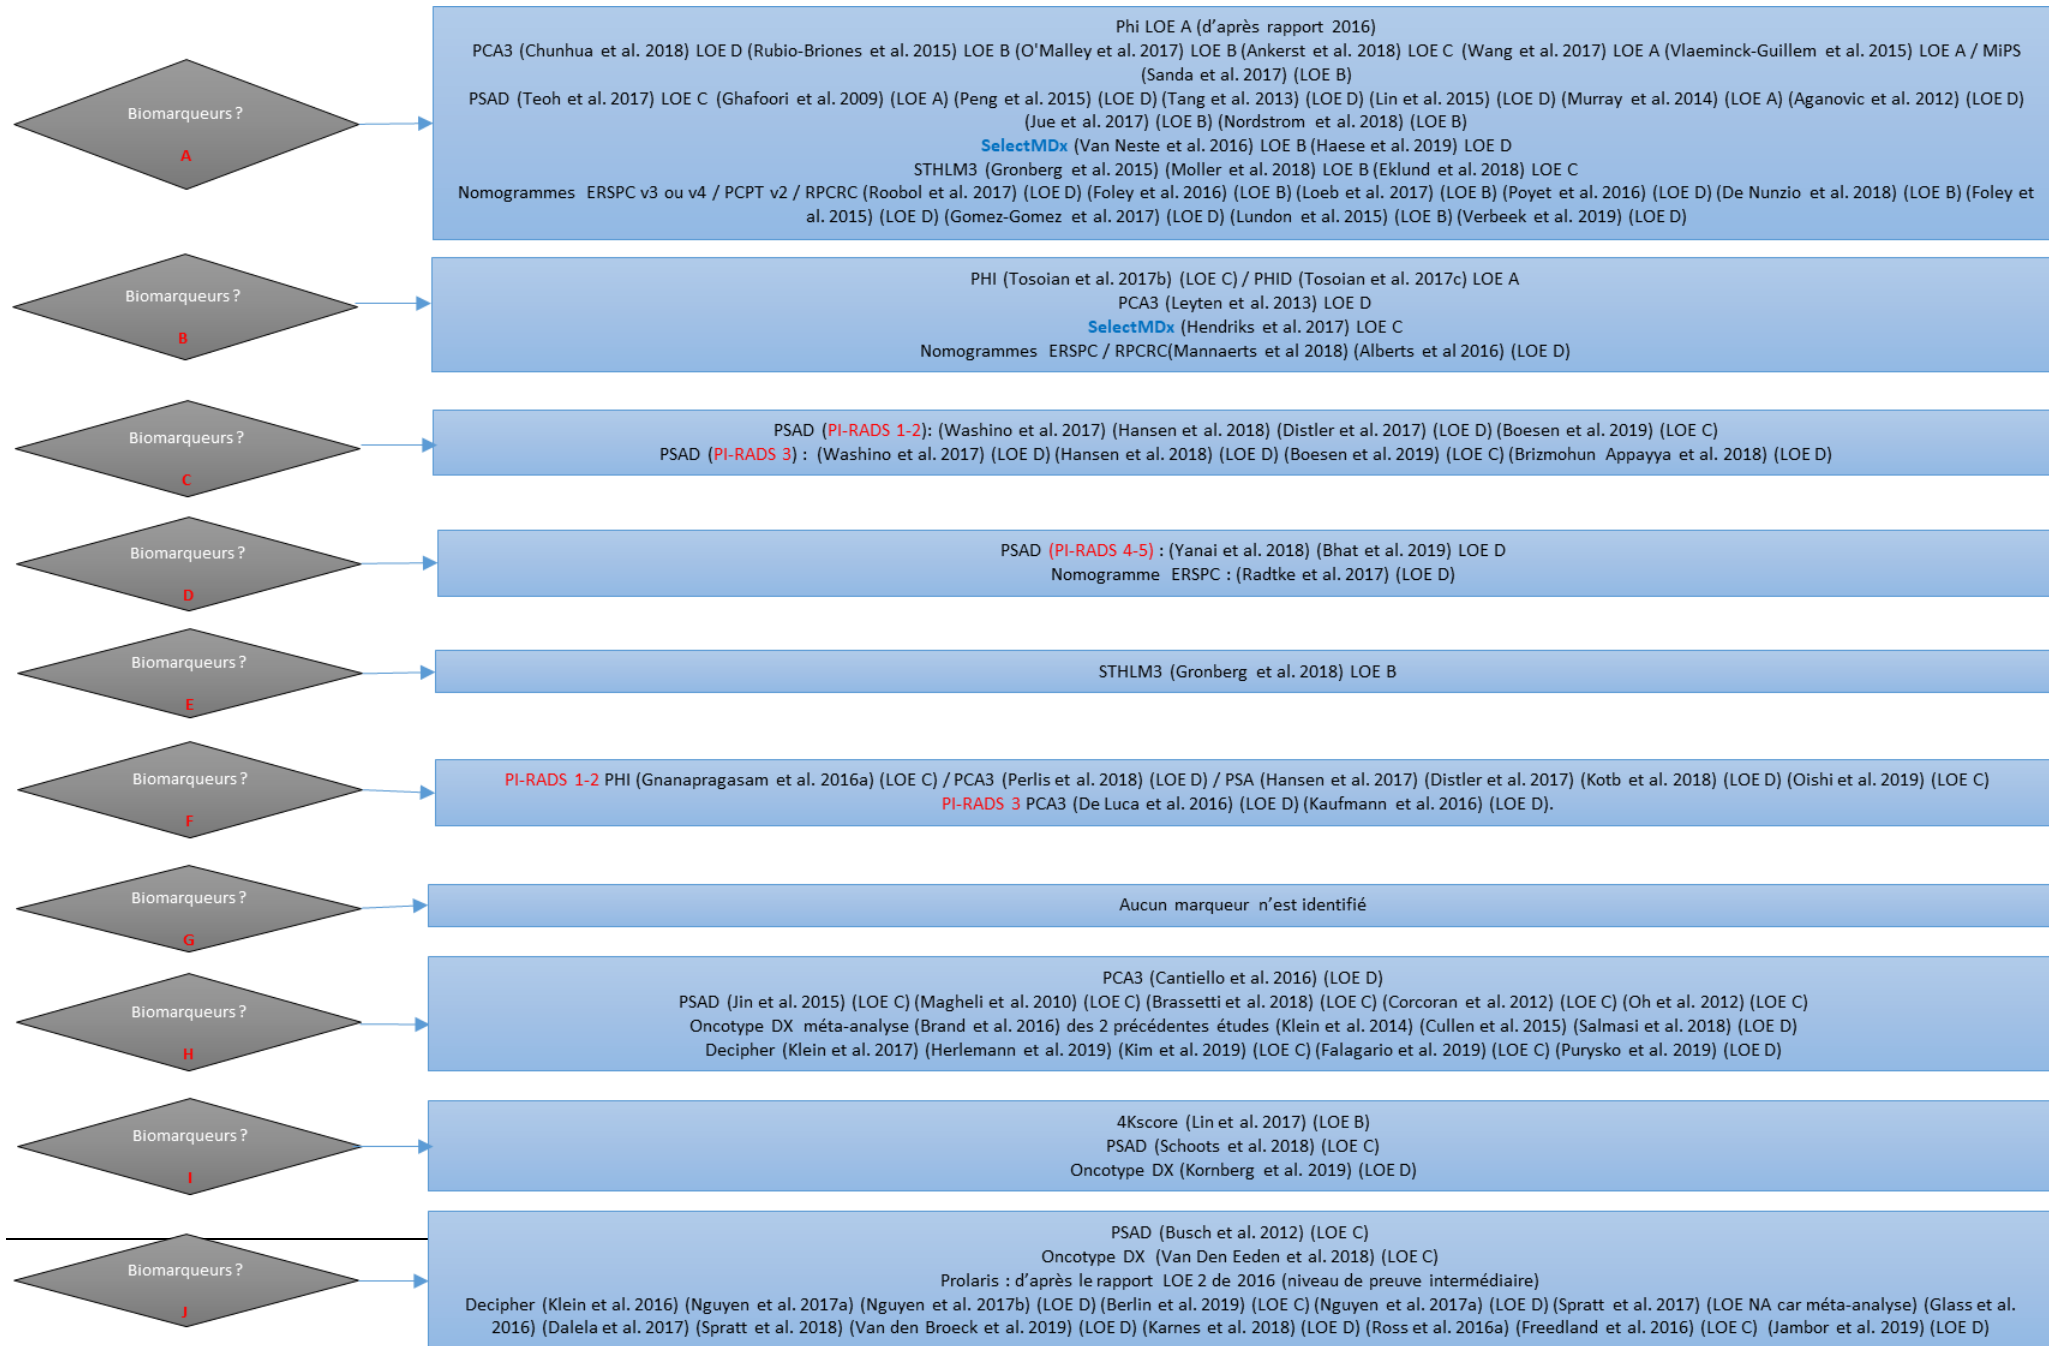 Biomarqueurs ?
A
Phi LOE A (d’après rapport 2016)
PCA3 (Chunhua et al. 2018) LOE D (Rubio-Briones et al. 2015) LOE B (O'Malley et al. 2017) LOE B (Ankerst et al. 2018) LOE C (Wang et al. 2017) LOE A (Vlaeminck-Guillem et al. 2015) LOE A / MiPS
(Sanda et al. 2017) (LOE B)
PSAD (Teoh et al. 2017) LOE C (Ghafoori et al. 2009) (LOE A) (Peng et al. 2015) (LOE D) (Tang et al. 2013) (LOE D) (Lin et al. 2015) (LOE D) (Murray et al. 2014) (LOE A) (Aganovic et al. 2012) (LOE D)
(Jue et al. 2017) (LOE B) (Nordstrom et al. 2018) (LOE B)
SelectMDx (Van Neste et al. 2016) LOE B (Haese et al. 2019) LOE D
STHLM3 (Gronberg et al. 2015) (Moller et al. 2018) LOE B (Eklund et al. 2018) LOE C
Nomogrammes ERSPC v3 ou v4 / PCPT v2 / RPCRC (Roobol et al. 2017) (LOE D) (Foley et al. 2016) (LOE B) (Loeb et al. 2017) (LOE B) (Poyet et al. 2016) (LOE D) (De Nunzio et al. 2018) (LOE B) (Foley et
al. 2015) (LOE D) (Gomez-Gomez et al. 2017) (LOE D) (Lundon et al. 2015) (LOE B) (Verbeek et al. 2019) (LOE D)
Biomarqueurs ?
B
PHI (Tosoian et al. 2017b) (LOE C) / PHID (Tosoian et al. 2017c) LOE A
PCA3 (Leyten et al. 2013) LOE D
SelectMDx (Hendriks et al. 2017) LOE C
Nomogrammes ERSPC / RPCRC(Mannaerts et al 2018) (Alberts et al 2016) (LOE D)
Biomarqueurs ?
C
PSAD (PI-RADS 1-2): (Washino et al. 2017) (Hansen et al. 2018) (Distler et al. 2017) (LOE D) (Boesen et al. 2019) (LOE C)
PSAD (PI-RADS 3) : (Washino et al. 2017) (LOE D) (Hansen et al. 2018) (LOE D) (Boesen et al. 2019) (LOE C) (Brizmohun Appayya et al. 2018) (LOE D)
Biomarqueurs ?
D
PSAD (PI-RADS 4-5) : (Yanai et al. 2018) (Bhat et al. 2019) LOE D
Nomogramme ERSPC : (Radtke et al. 2017) (LOE D)
Biomarqueurs ?
E
STHLM3 (Gronberg et al. 2018) LOE B
Biomarqueurs ?
F
PI-RADS 1-2 PHI (Gnanapragasam et al. 2016a) (LOE C) / PCA3 (Perlis et al. 2018) (LOE D) / PSA (Hansen et al. 2017) (Distler et al. 2017) (Kotb et al. 2018) (LOE D) (Oishi et al. 2019) (LOE C)
PI-RADS 3 PCA3 (De Luca et al. 2016) (LOE D) (Kaufmann et al. 2016) (LOE D).
Biomarqueurs ?
G
Aucun marqueur n’est identifié
Biomarqueurs ?
H
PCA3 (Cantiello et al. 2016) (LOE D)
PSAD (Jin et al. 2015) (LOE C) (Magheli et al. 2010) (LOE C) (Brassetti et al. 2018) (LOE C) (Corcoran et al. 2012) (LOE C) (Oh et al. 2012) (LOE C)
Oncotype DX méta-analyse (Brand et al. 2016) des 2 précédentes études (Klein et al. 2014) (Cullen et al. 2015) (Salmasi et al. 2018) (LOE D)
Decipher (Klein et al. 2017) (Herlemann et al. 2019) (Kim et al. 2019) (LOE C) (Falagario et al. 2019) (LOE C) (Purysko et al. 2019) (LOE D)
Biomarqueurs ?
I
4Kscore (Lin et al. 2017) (LOE B)
PSAD (Schoots et al. 2018) (LOE C)
Oncotype DX (Kornberg et al. 2019) (LOE D)
Biomarqueurs ?
J
PSAD (Busch et al. 2012) (LOE C)
Oncotype DX (Van Den Eeden et al. 2018) (LOE C)
Prolaris : d’après le rapport LOE 2 de 2016 (niveau de preuve intermédiaire)
Decipher (Klein et al. 2016) (Nguyen et al. 2017a) (Nguyen et al. 2017b) (LOE D) (Berlin et al. 2019) (LOE C) (Nguyen et al. 2017a) (LOE D) (Spratt et al. 2017) (LOE NA car méta-analyse) (Glass et al.
2016) (Dalela et al. 2017) (Spratt et al. 2018) (Van den Broeck et al. 2019) (LOE D) (Karnes et al. 2018) (LOE D) (Ross et al. 2016a) (Freedland et al. 2016) (LOE C) (Jambor et al. 2019) (LOE D)